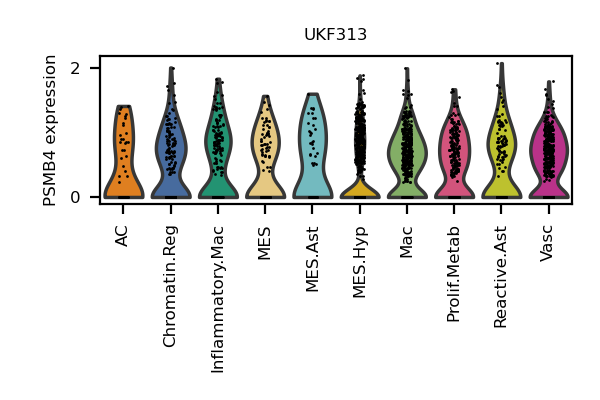 UKF313
PSMB4 expression
2
0
AC
Chromatin.Reg
Inflammatory.Mac
MES
MES.Ast
MES.Hyp
Mac
Prolif.Metab
Reactive.Ast
Vasc